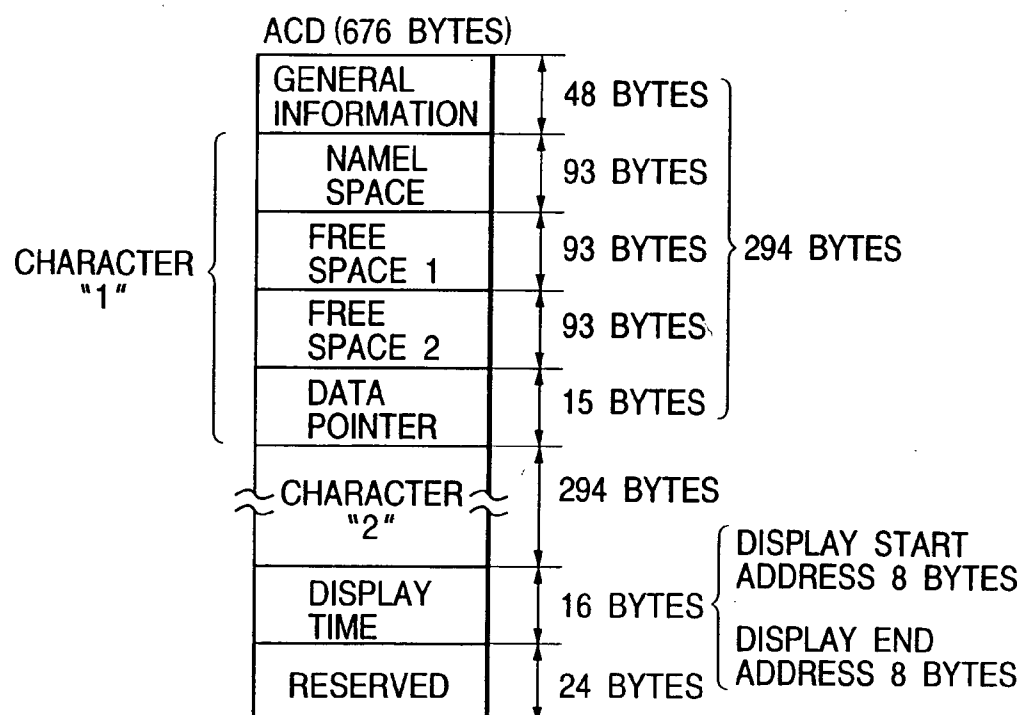 ACD (676 BYTES)
GENERAL
INFORMATION
48 BYTES
NAMEL
SPACE
93 BYTES
FREE
SPACE 1
93 BYTES
294 BYTES
CHARACTER
"1"
FREE
SPACE 2
93 BYTES
DATA
POINTER
15 BYTES
CHARACTER
"2"
294 BYTES
DISPLAY
TIME
16 BYTES
DISPLAY START
ADDRESS 8 BYTES
DISPLAY END
ADDRESS 8 BYTES
RESERVED
24 BYTES